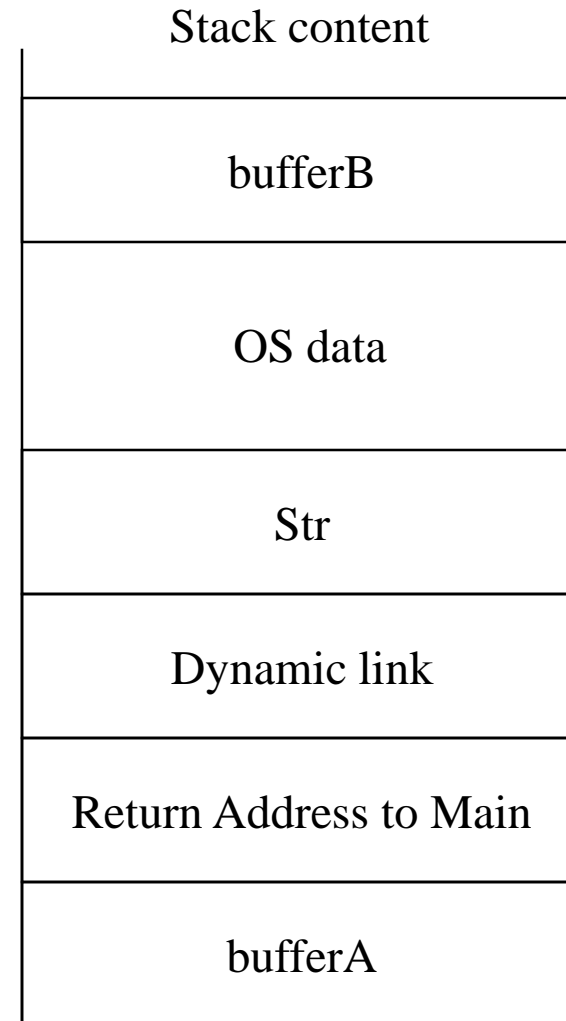 Stack content
bufferB
OS data
Str
Dynamic link
Return Address to Main
bufferA